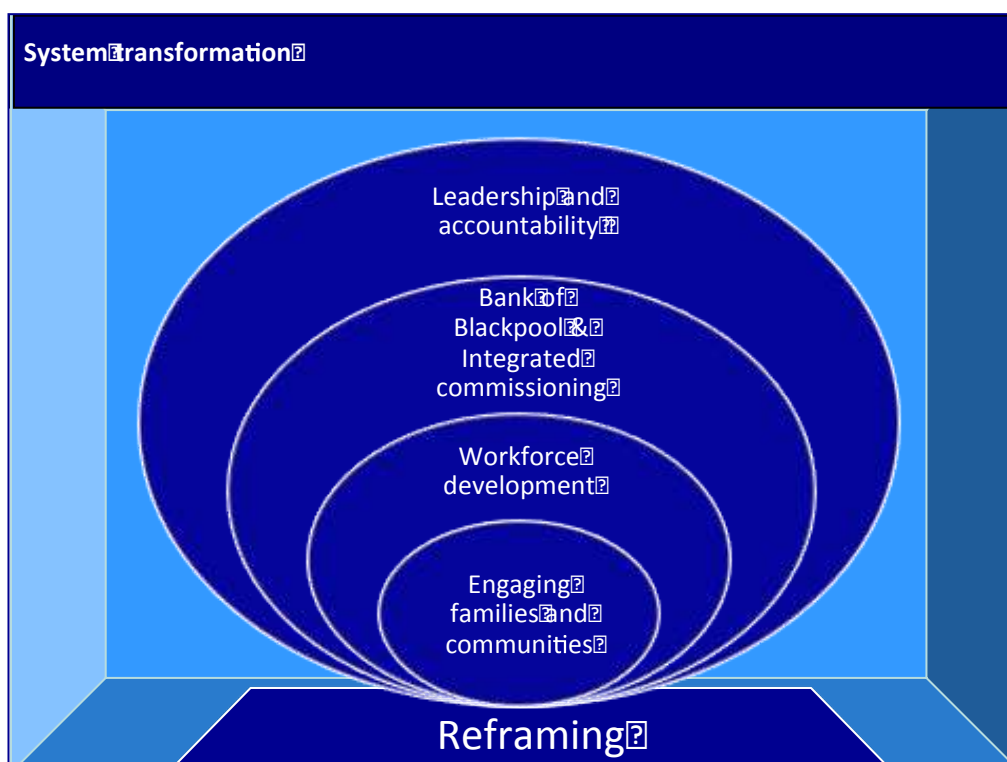 System transformation
Leadership and
accountability
Bank of
Blackpool &
Integrated
commissioning
Workforce
development
Engaging
families and
communities
Reframing